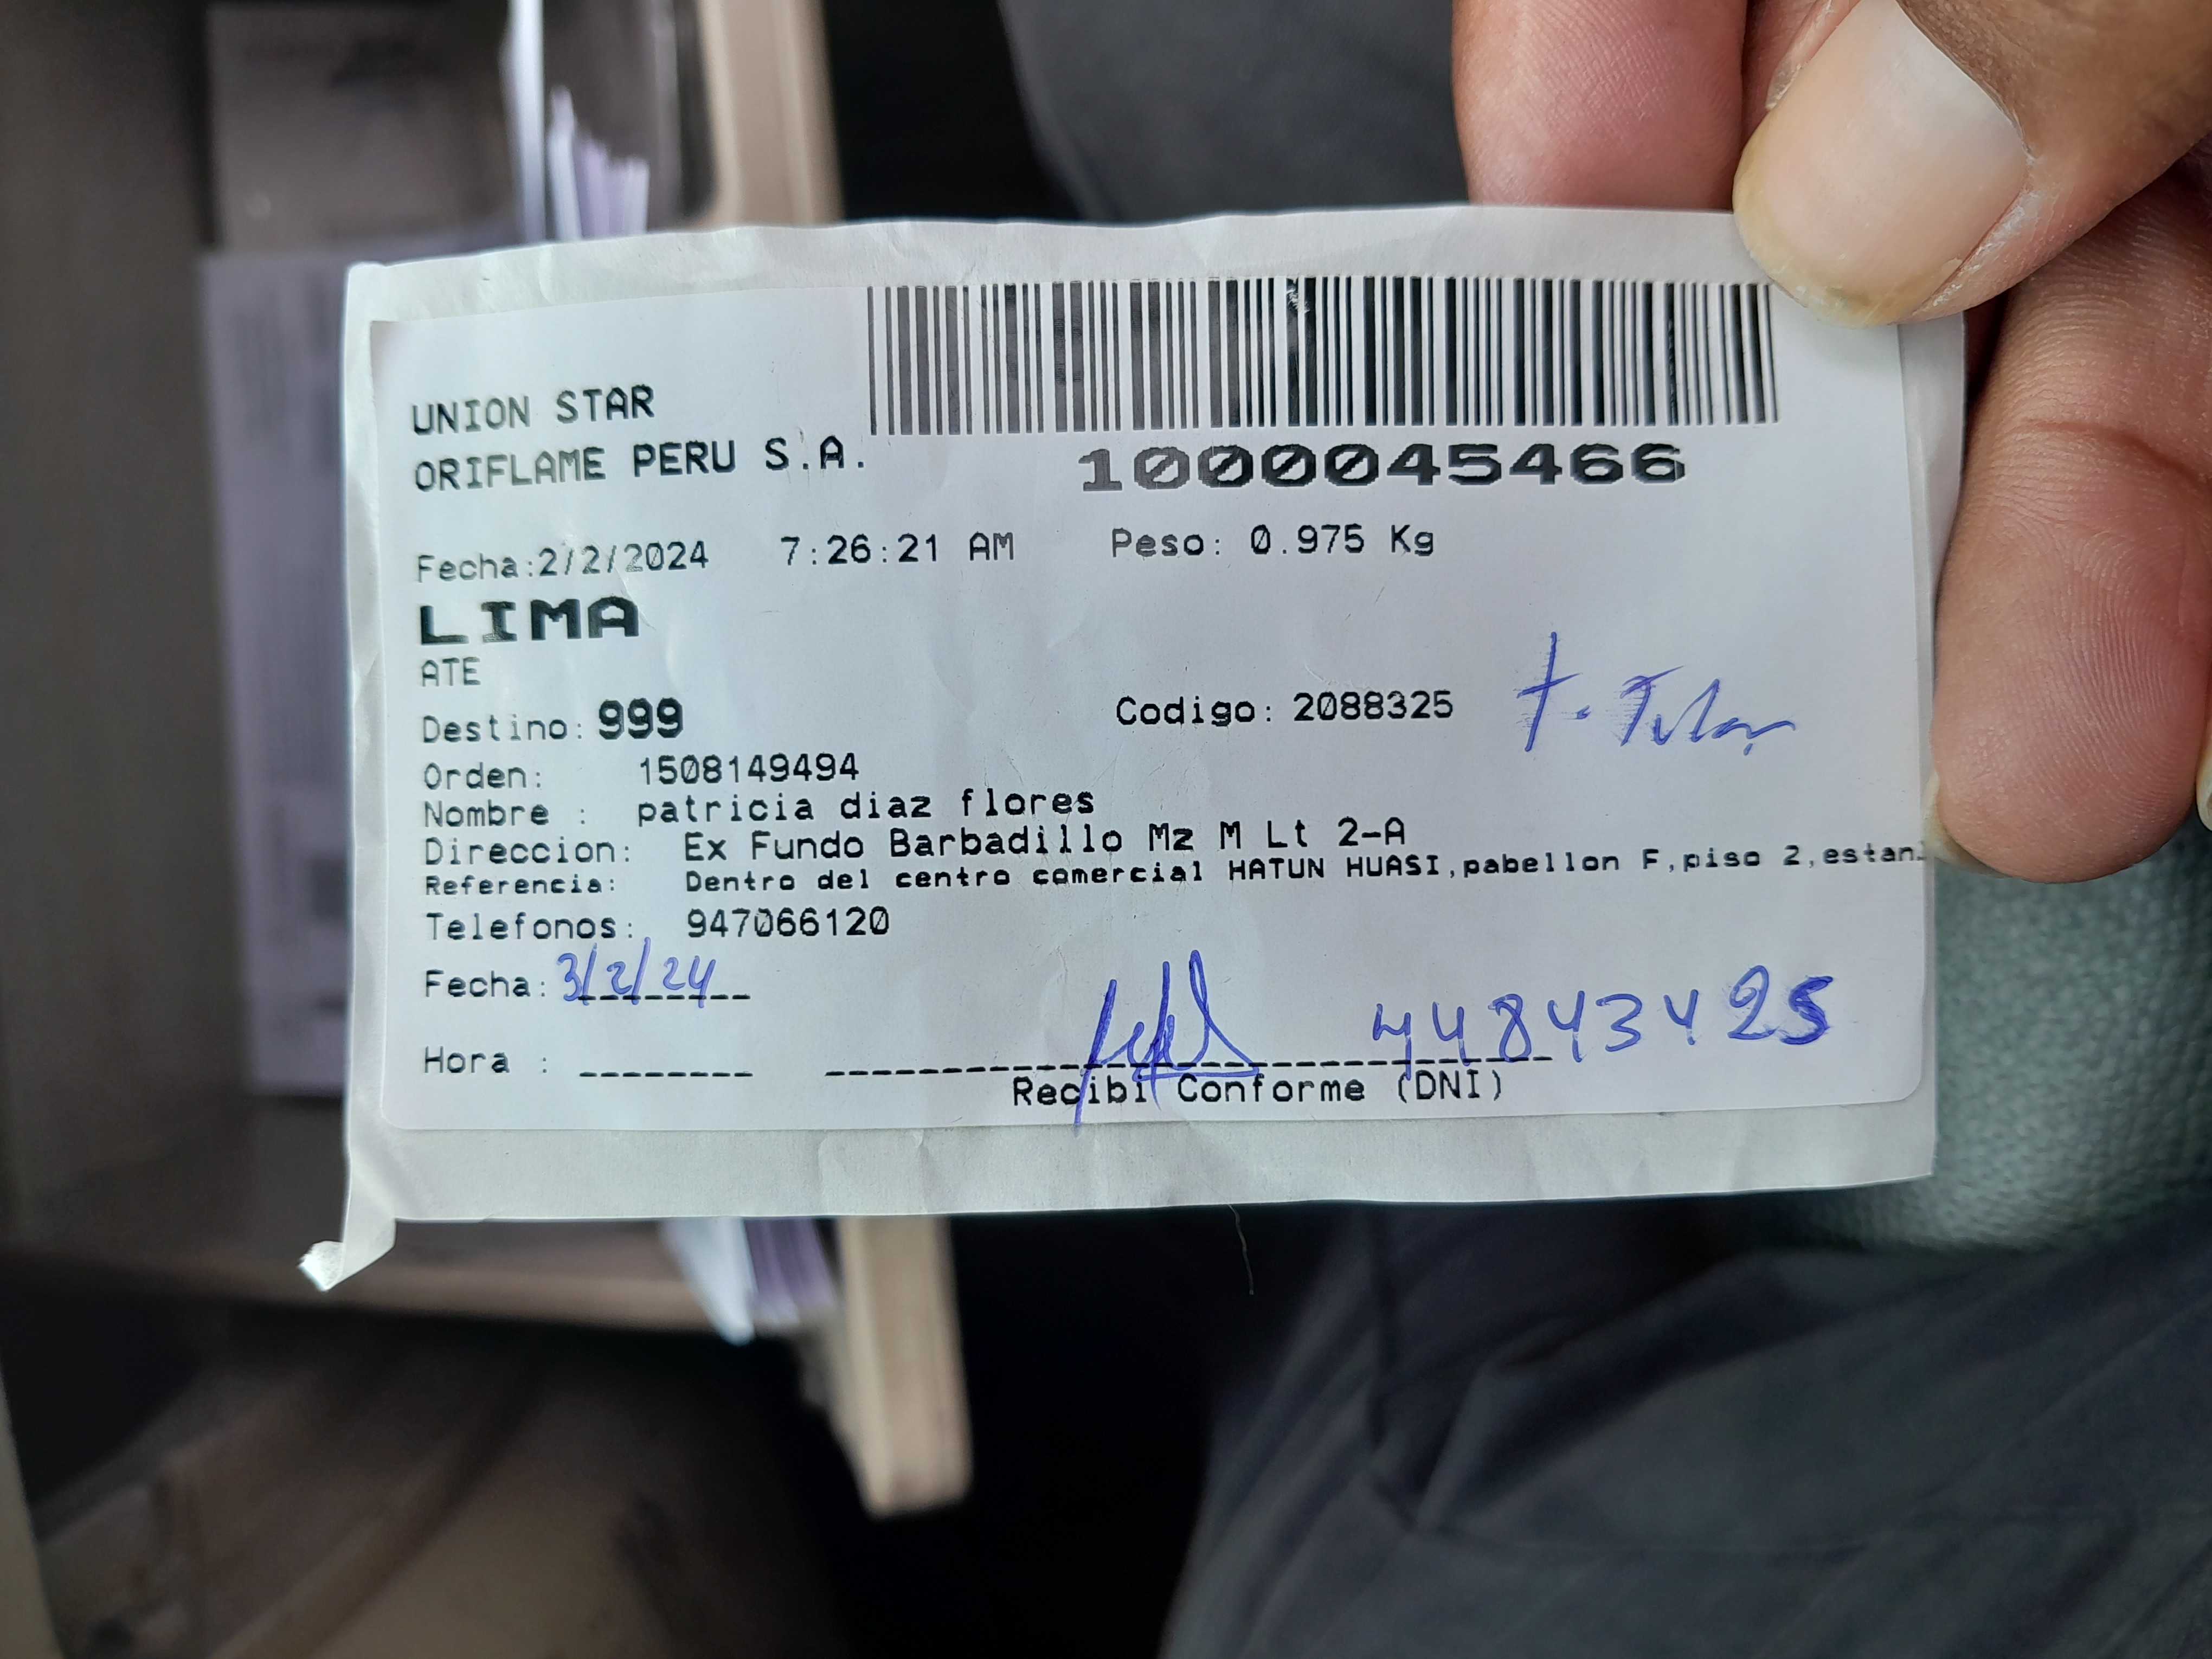 UNION STAR
ORIFLAME PERU S.A.
1000045466
Fecha:2/2/2024 7:26:21 AM Peso: 0.975 Kg
LIMA
ATE
Destino: 999 Codigo: 2088325
Orden: 1508149494
Nombre : patricia diaz flores
Direccion: Ex Fundo Barbadillo Mz M Lt 2-A
Referencia: Dentro del centro comercial HATUN HUASI,pabellon F,piso 2,estan
Telefonos: 947066120
Fecha: 3/2/24
44843425
Hora :
Recibi Conforme (DNI)